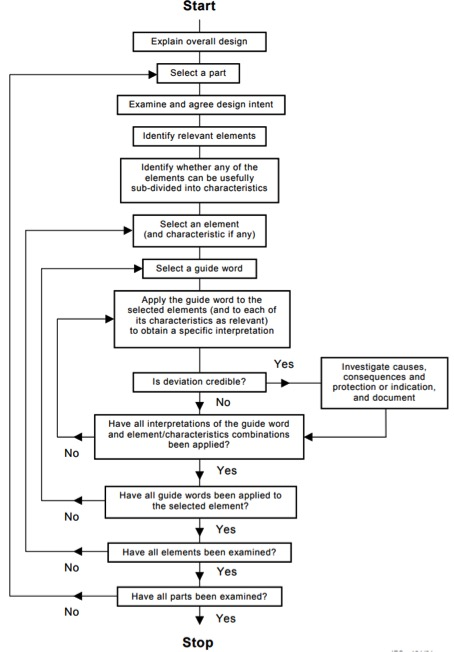 Start
Explain overall design
Select a part
Examine and agree design intent
Identify relevant elements
Identify whether any of the
elements can be usefully
sub-divided into characteristics
Select an element
(and characteristic if any)
Select a guide word
Apply the guide word to the
selected elements (and to each of
its characteristics as relevant)
to obtain a specific interpretation
Yes
Investigate causes,
consequences and
protection or indication,
and document
Is deviation credible?
No
Have all interpretations of the guide word
and element/characteristics combinations
been applied?
No
Yes
Have all guide words been applied to
the selected element?
No
Yes
Have all elements been examined?
No
Yes
Have all parts been examined?
No
Yes
Stop